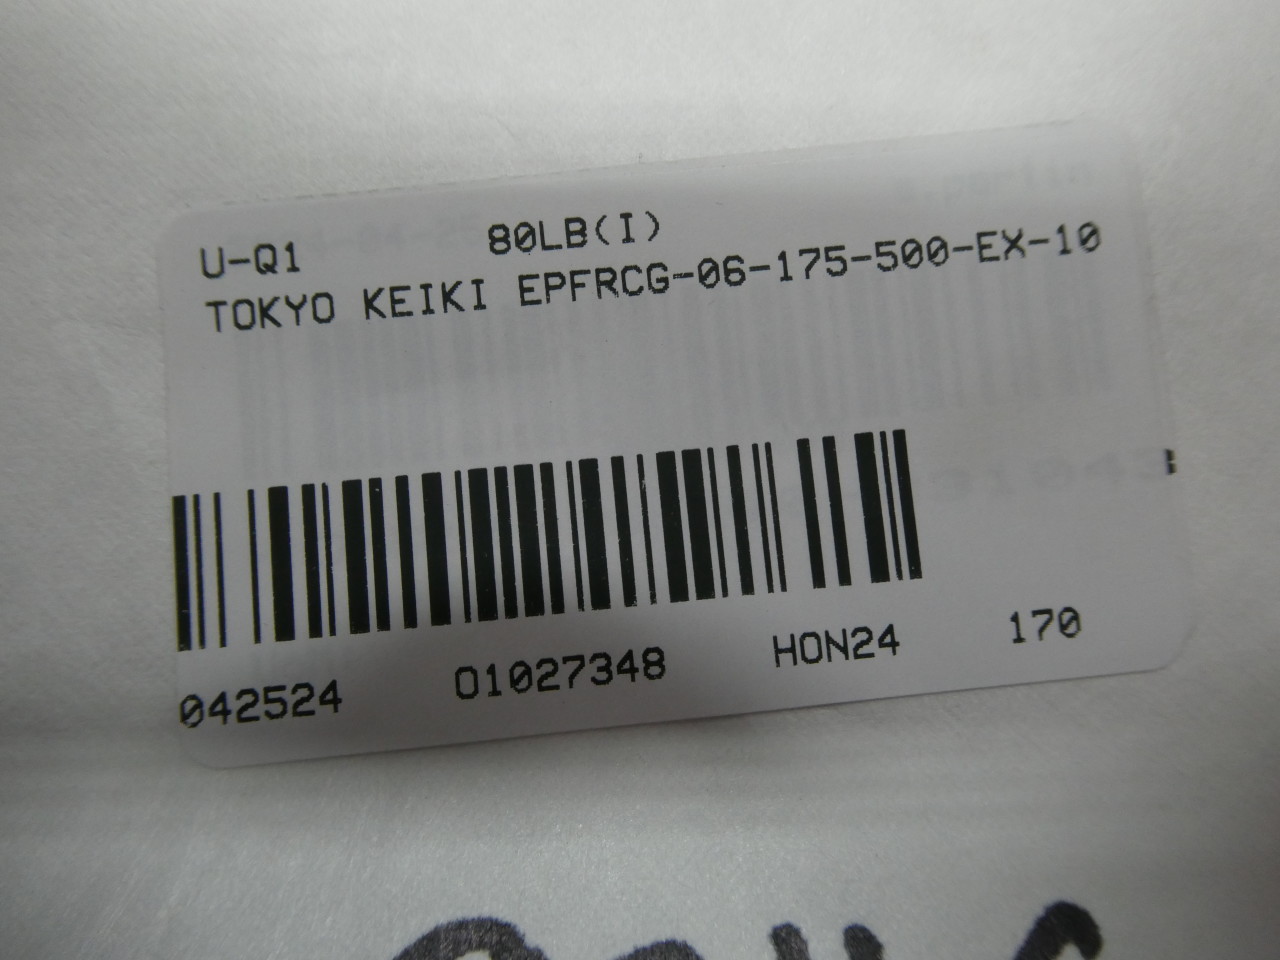 U-Q1 80LB(I)
TOKYO KEIKI EPFRCG-06-175-500-EX-10
042524 01027348 HON24 170